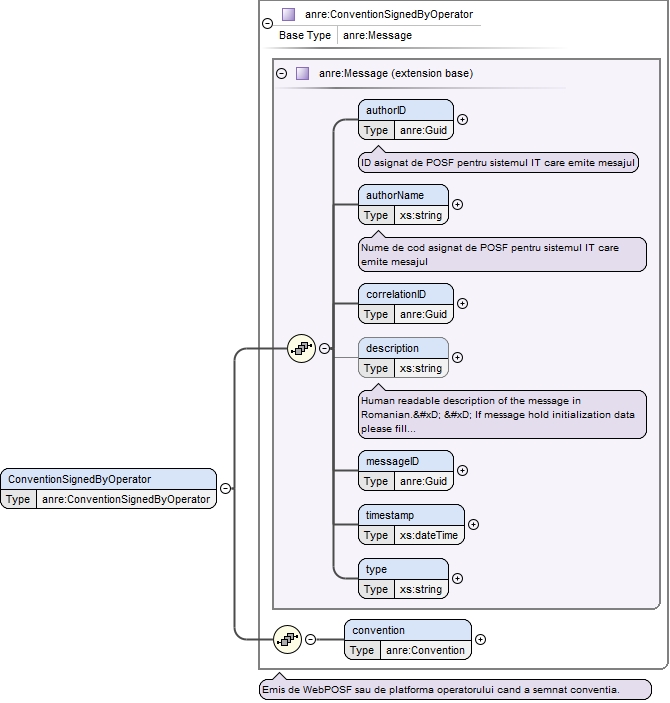 anre:ConventionSignedByOperator
Base Type anre:Message
anre:Message (extension base)
authorID
Type anre:Guid
ID asignat de POSF pentru sistemul IT care emite mesajul
authorName
Type xs:string
Nume de cod asignat de POSF pentru sistemul IT care
emite mesajul
correlationID
Type anre:Guid
description
Type xs:string
Human readable description of the message in
Romanian.&#xD; &#xD; If message hold initialization data
please fill...
messageID
Type anre:Guid
timestamp
Type xs:dateTime
type
Type xs:string
ConventionSignedByOperator
Type anre:ConventionSignedByOperator
convention
Type anre:Convention
Emis de WebPOSF sau de platforma operatorului cand a semnat conventia.